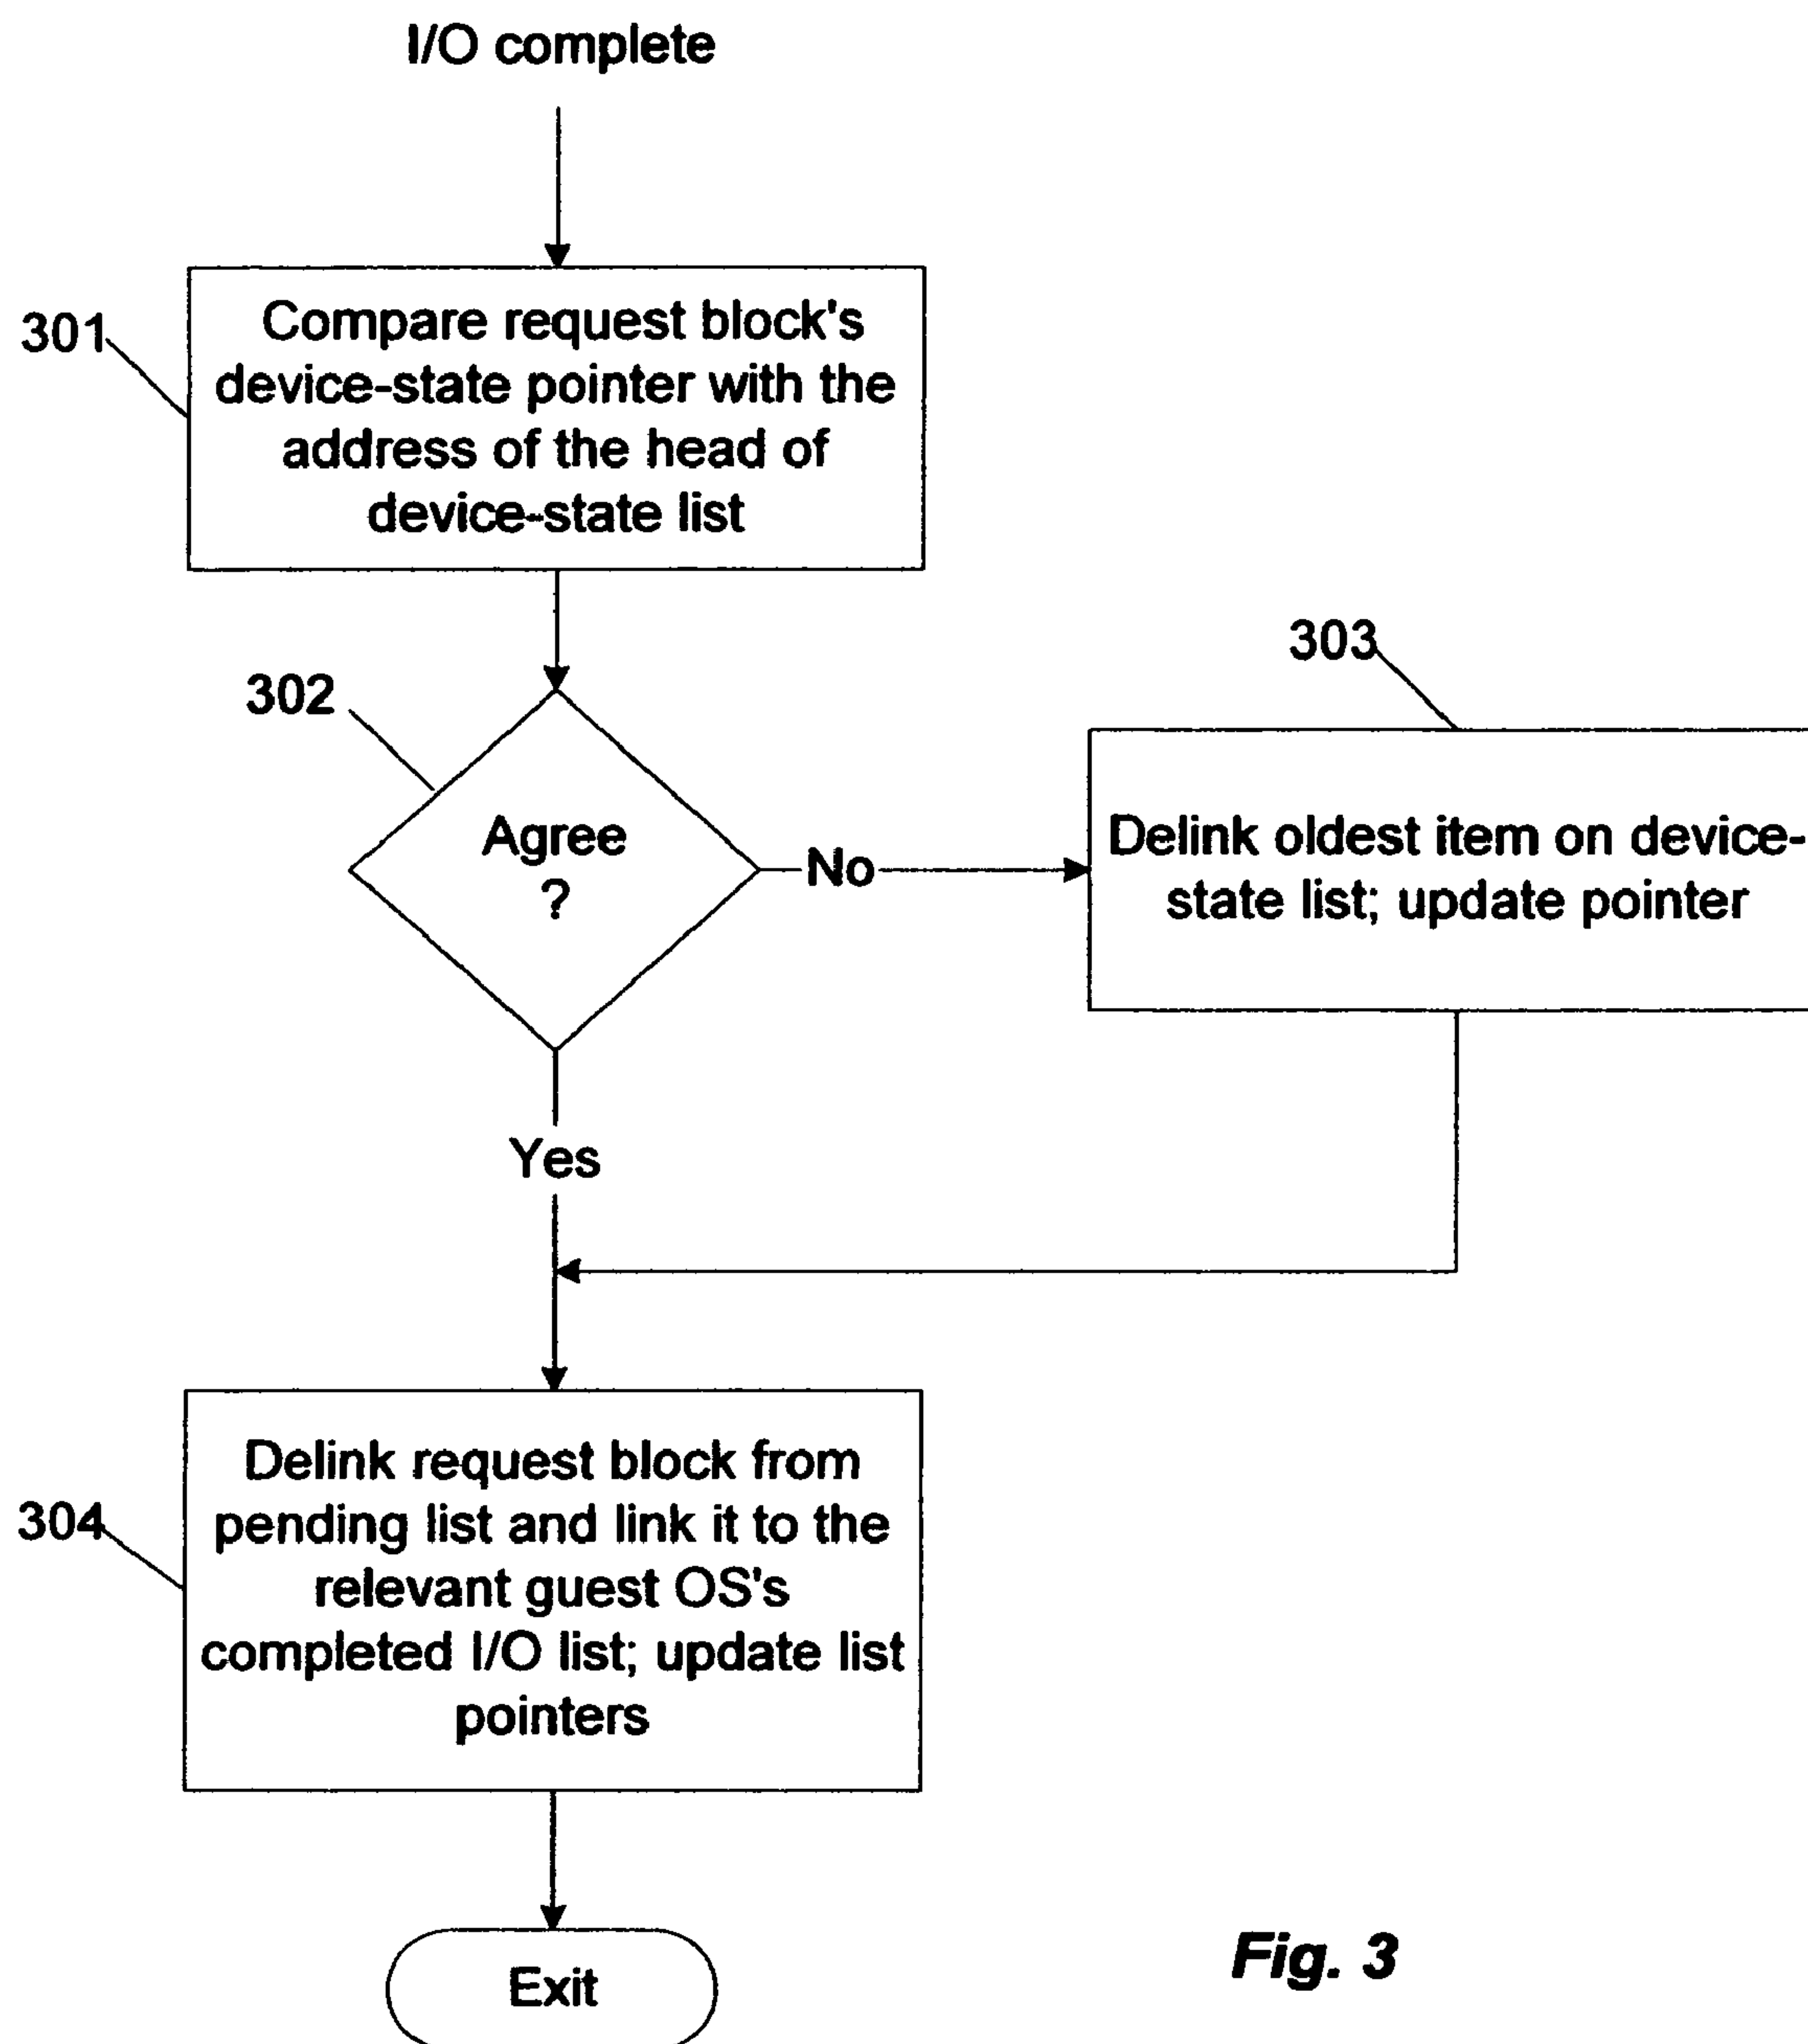 I/O complete
301
Compare request block's
device-state pointer with the
address of the head of
device-state list
302
Agree
?
No
303
Delink oldest item on device-
state list; update pointer
Yes
304
Delink request block from
pending list and link it to the
relevant guest OS's
completed I/O list; update list
pointers
Exit
Fig. 3